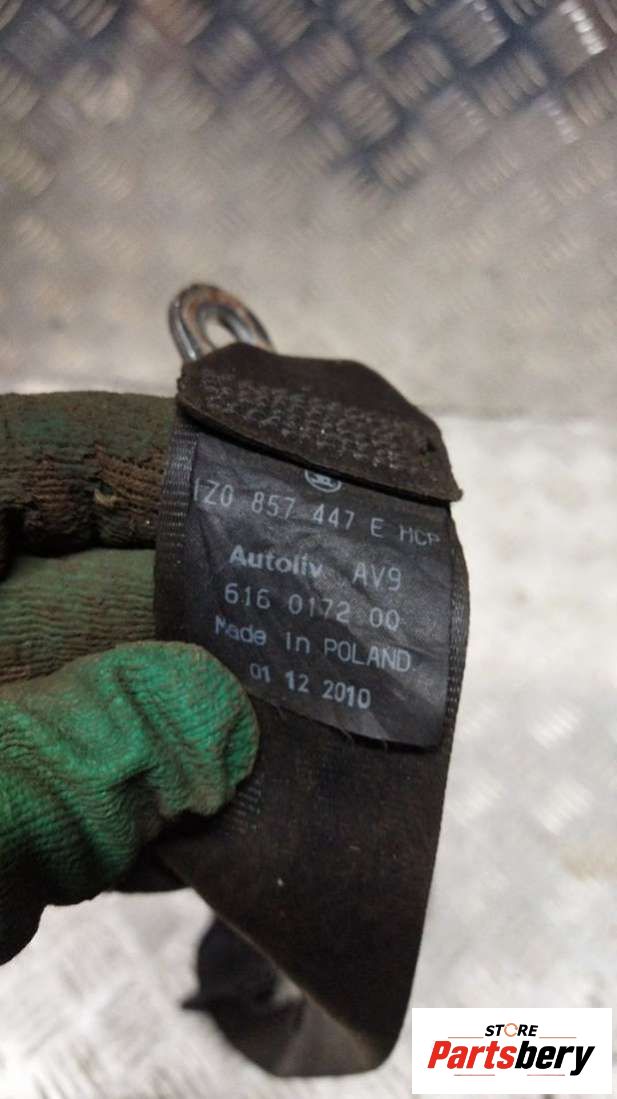 1Z0 857 447 E HCP
Autoliv AV9
616 0172 00
Made in POLAND
01 12 2010
STORE
Partsbery